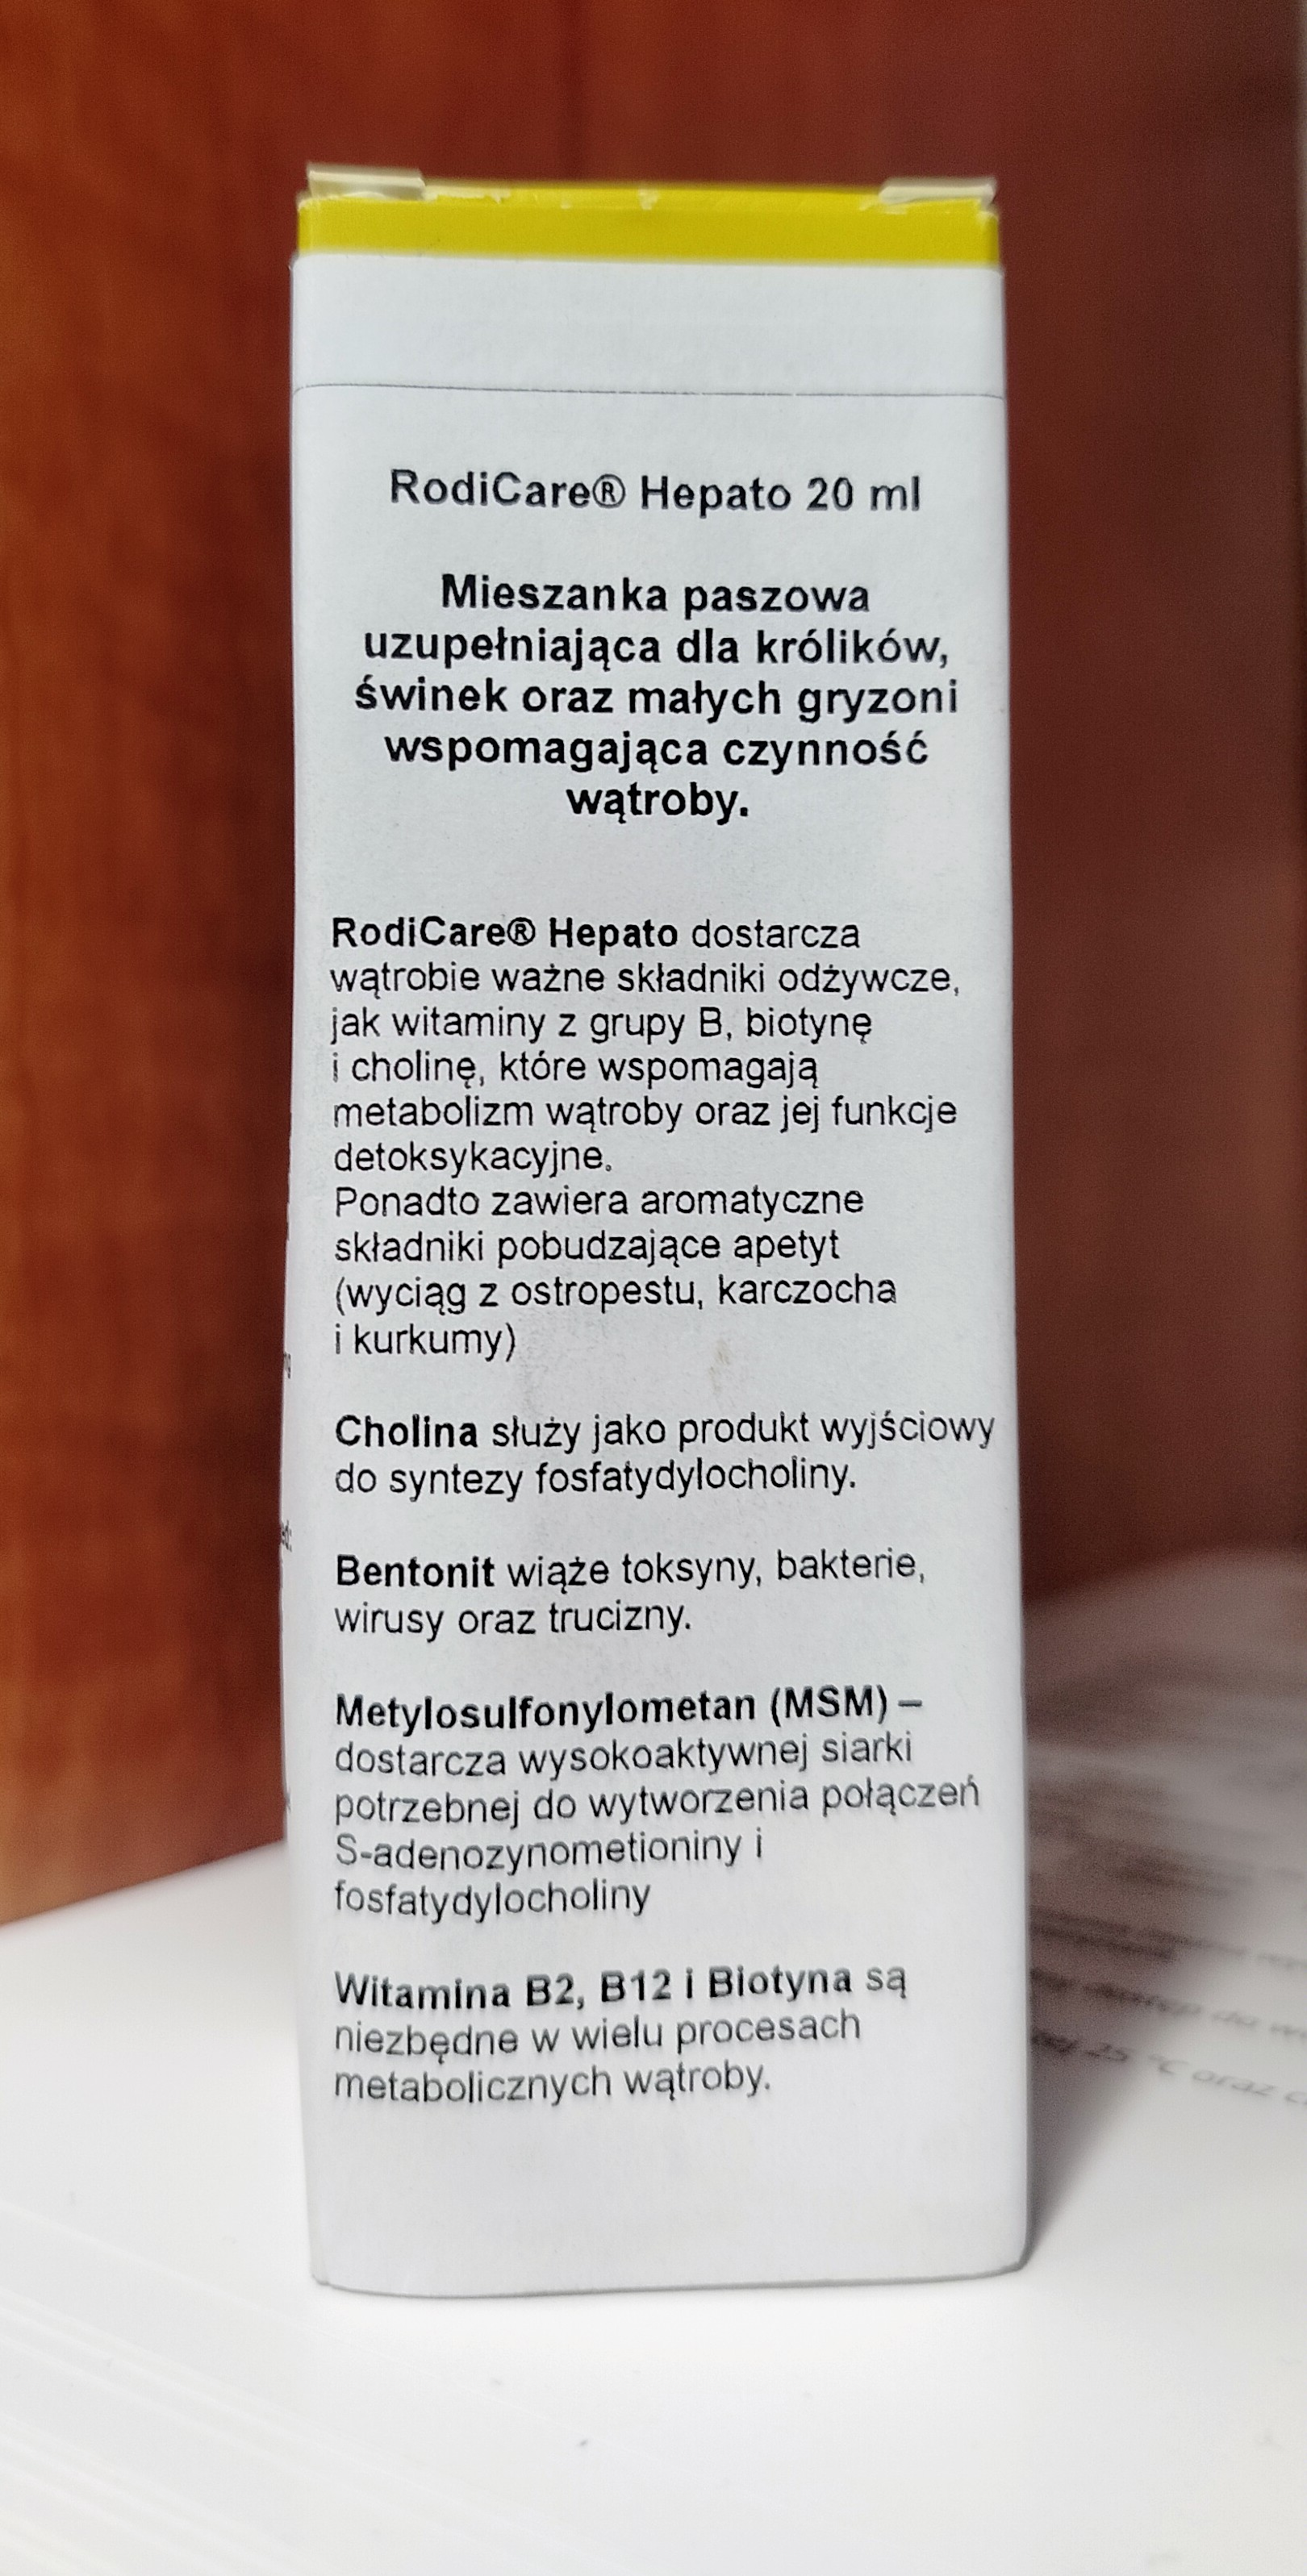 RodiCare® Hepato 20 ml
Mieszanka paszowa
uzupełniająca dla królików,
świnek oraz małych gryzoni
wspomagająca czynność
wątroby.
RodiCare® Hepato dostarcza
wątrobie ważne składniki odżywcze,
jak witaminy z grupy B, biotynę
i cholinę, które wspomagają
metabolizm wątroby oraz jej funkcje
detoksykacyjne.
Ponadto zawiera aromatyczne
składniki pobudzające apetyt
(wyciąg z ostropestu, karczocha
i kurkumy)
Cholina służy jako produkt wyjściowy
do syntezy fosfatydylocholiny.
Bentonit wiąże toksyny, bakterie,
wirusy oraz trucizny.
Metylosulfonylometan (MSM) –
dostarcza wysokoaktywnej siarki
potrzebnej do wytworzenia połączeń
S-adenozynometioniny i
fosfatydylocholiny
Witamina B2, B12 i Biotyna są
niezbędne w wielu procesach
metabolicznych wątroby.
25 °C oraz